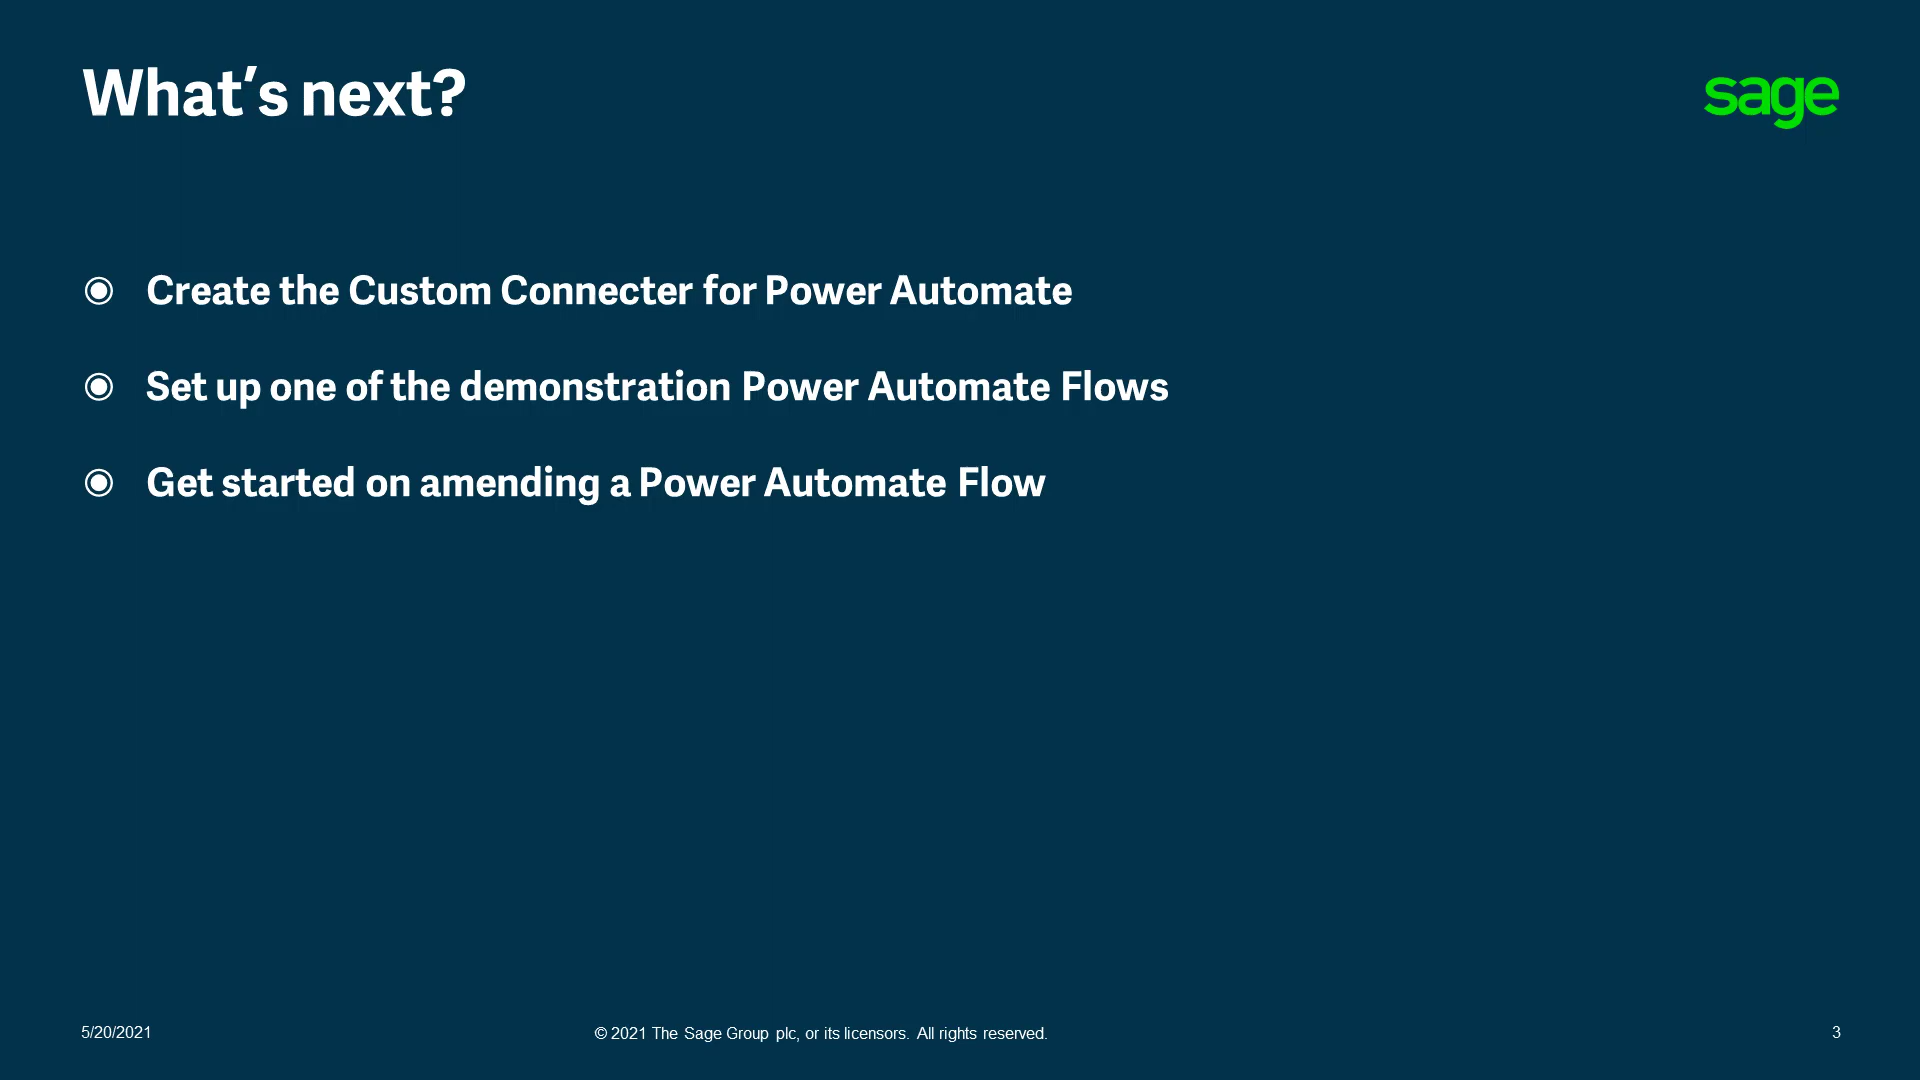 What’s next?
sage
Create the Custom Connecter for Power Automate
Set up one of the demonstration Power Automate Flows
Get started on amending a Power Automate Flow
5/20/2021
© 2021 The Sage Group plc, or its licensors. All rights reserved.
3